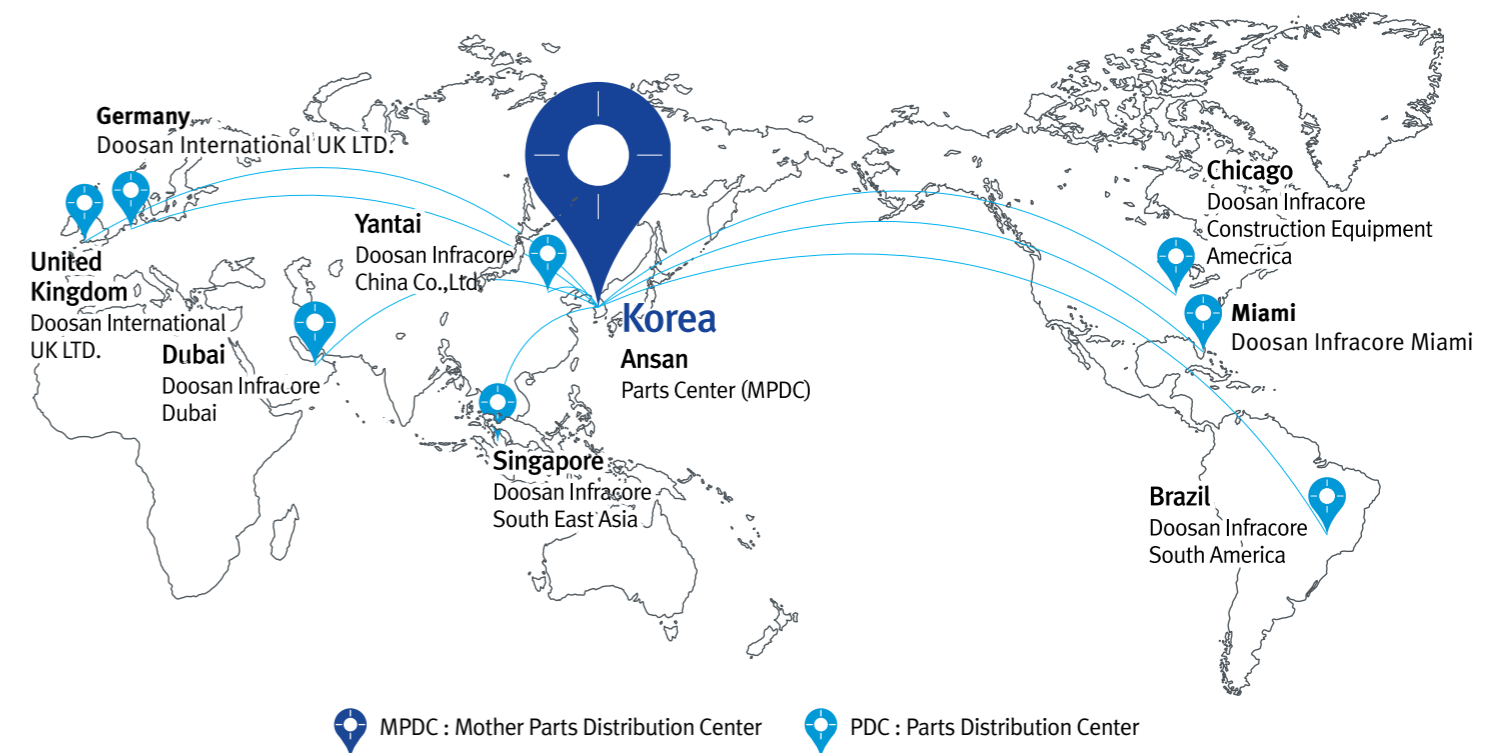 Germany
Doosan International UK LTD.
United
Kingdom
Doosan International
UK LTD.
Dubai
Doosan Infracore
Dubai
Yantai
Doosan Infracore
China Co.,Ltd.
Korea
Ansan
Parts Center (MPDC)
Singapore
Doosan Infracore
South East Asia
Chicago
Doosan Infracore
Construction Equipment
Amecrica
Miami
Doosan Infracore Miami
Brazil
Doosan Infracore
South America
MPDC : Mother Parts Distribution Center
PDC : Parts Distribution Center